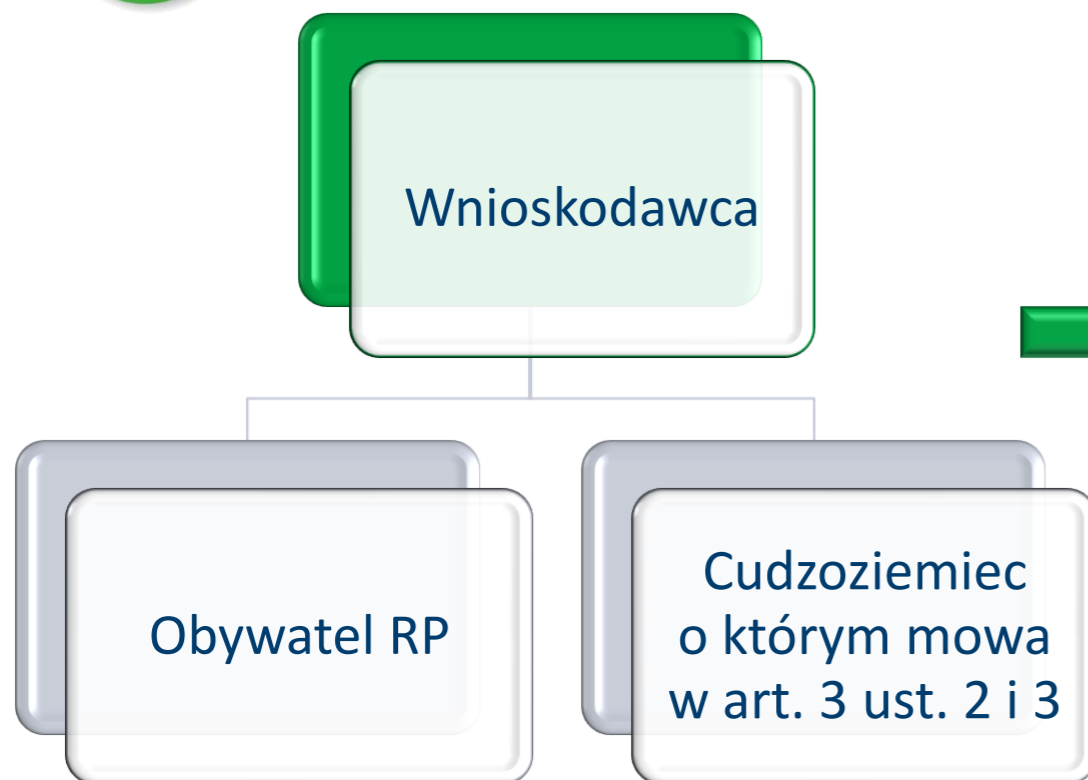 Wnioskodawca
Obywatel RP
Cudzoziemiec
o którym mowa
w art. 3 ust. 2 i 3